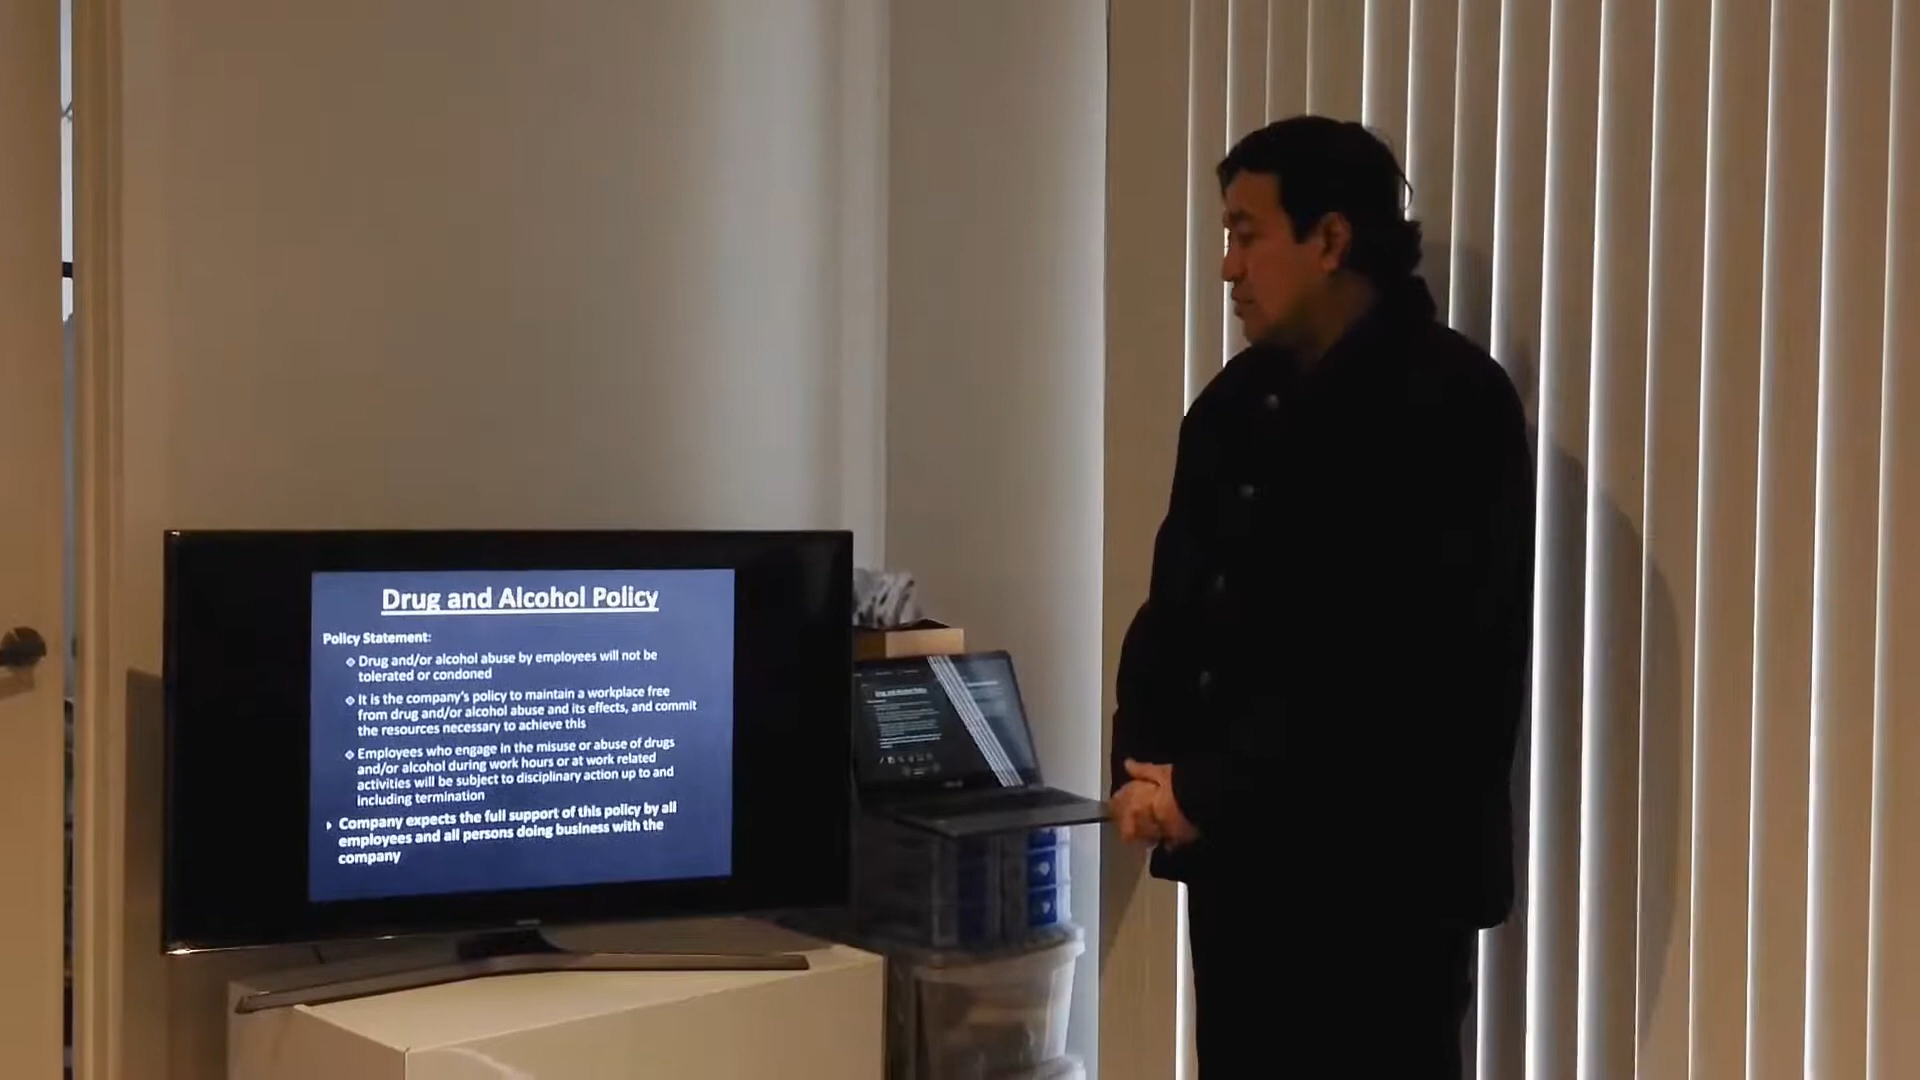 Drug and Alcohol Policy
Policy Statement:
Drug and/or alcohol abuse by employees will not be
tolerated or condoned
It is the company's policy to maintain a workplace free
from drug and/or alcohol abuse and its effects, and commit
the resources necessary to achieve this
Employees who engage in the misuse or abuse of drugs
and/or alcohol during work hours or at work related
activities will be subject to disciplinary action up to and
including termination
Company expects the full support of this policy by all
employees and all persons doing business with the
company
Drug and Alcohol Policy